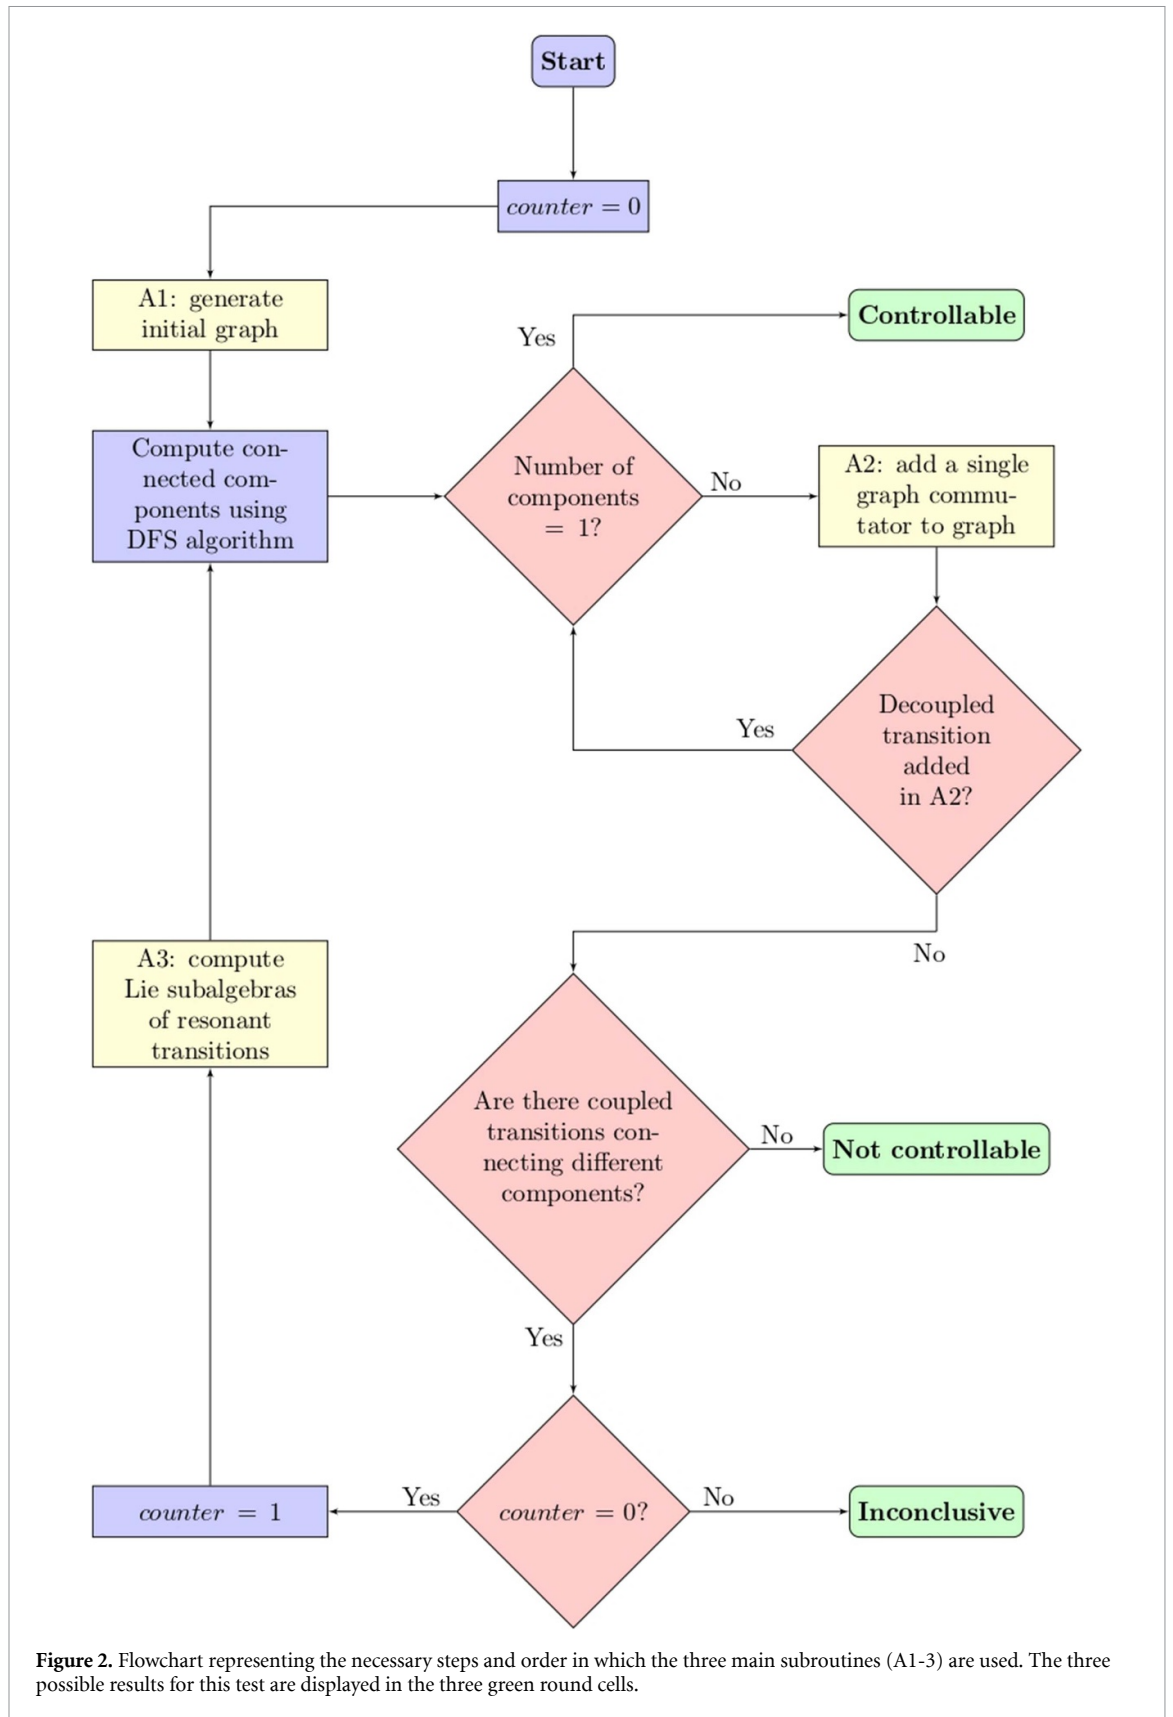 Start
counter = 0
A1: generate
initial graph
Yes
Controllable
Compute con-
nected com-
ponents using
DFS algorithm
Number of
components
= 1?
No
A2: add a single
graph commu-
tator to graph
Decoupled
transition
added
in A2?
Yes
No
A3: compute
Lie subalgebras
of resonant
transitions
Are there coupled
transitions con-
necting different
components?
No
Not controllable
Yes
counter = 1
Yes
counter = 0?
No
Inconclusive
Figure 2. Flowchart representing the necessary steps and order in which the three main subroutines (A1-3) are used. The three
possible results for this test are displayed in the three green round cells.